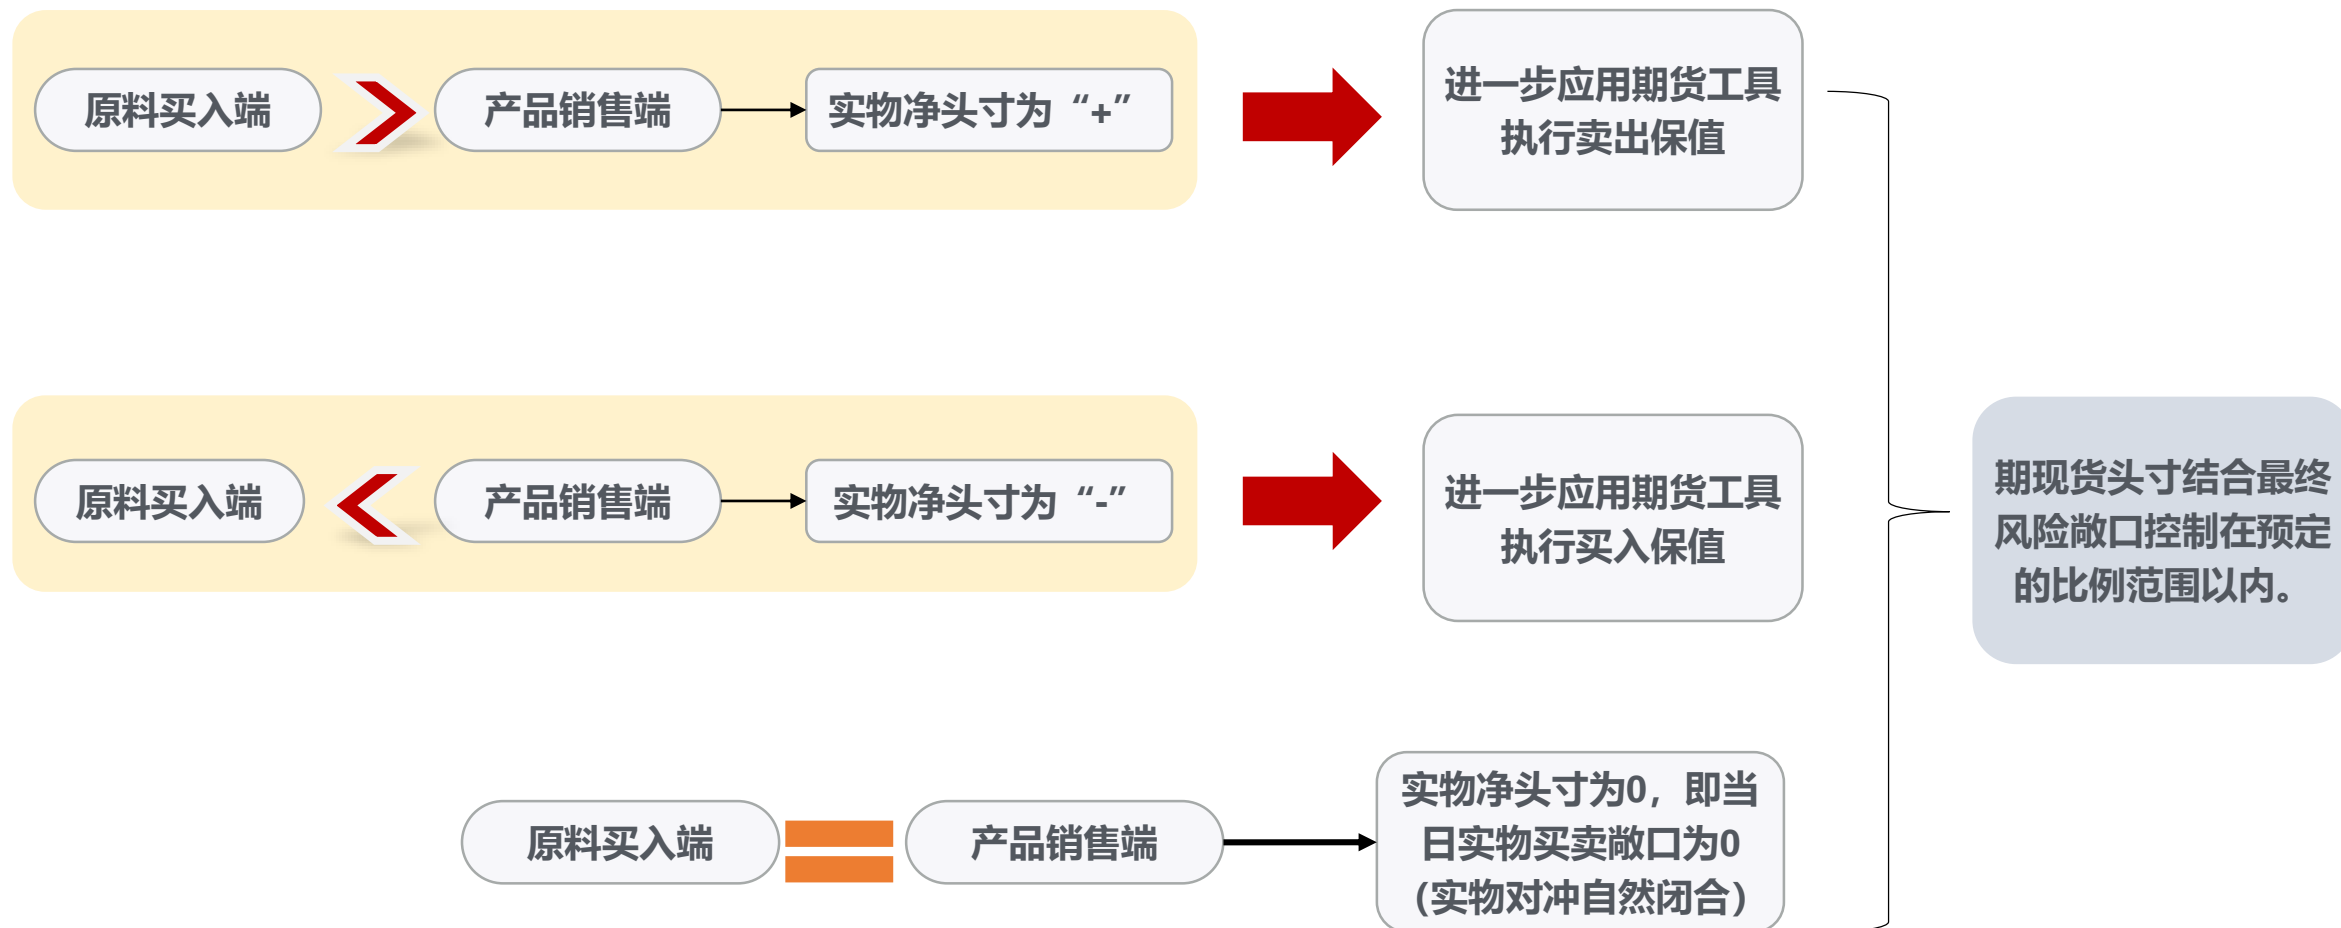 原料买入端
产品销售端
实物净头寸为“+”
进一步应用期货工具
执行卖出保值
原料买入端
产品销售端
实物净头寸为“-”
进一步应用期货工具
执行买入保值
期现货头寸结合最终
风险敞口控制在预定
的比例范围以内。
原料买入端
产品销售端
实物净头寸为0，即当
日实物买卖敞口为0
（实物对冲自然闭合）